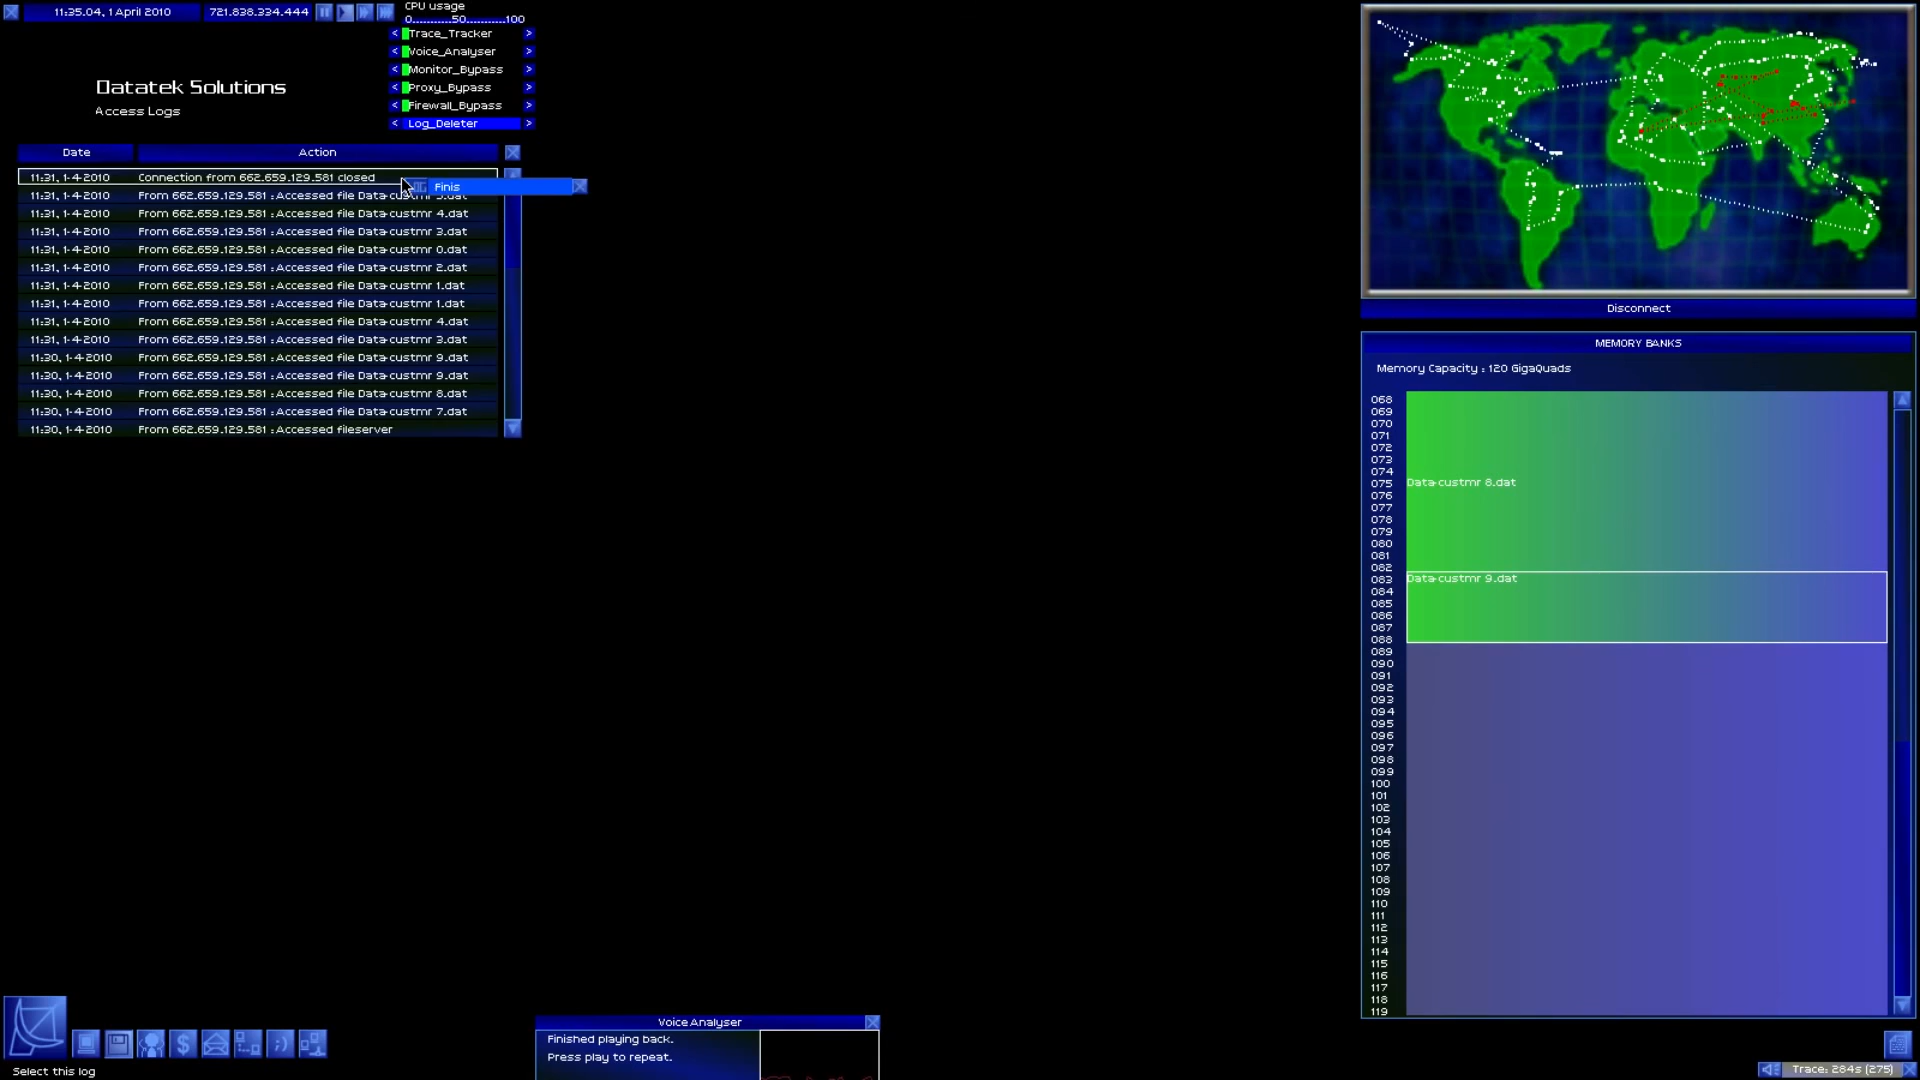 11:35.04, 1 April 2010
721.838.334.444
CPU usage
0...........50...........100
< Trace_Tracker >
< Voice_Analyser >
< Monitor_Bypass >
< Proxy_Bypass >
< Firewall_Bypass >
< Log_Deleter >
Datatek Solutions
Access Logs
Date Action
11:31, 1-4-2010 Connection from 662.659.129.581 closed
Finis
11:31, 1-4-2010 From 662.659.129.581 : Accessed file Data-custmr
11:31, 1-4-2010 From 662.659.129.581 : Accessed file Data-custmr 4.dat
11:31, 1-4-2010 From 662.659.129.581 : Accessed file Data-custmr 3.dat
11:31, 1-4-2010 From 662.659.129.581 : Accessed file Data-custmr 0.dat
11:31, 1-4-2010 From 662.659.129.581 : Accessed file Data-custmr 2.dat
11:31, 1-4-2010 From 662.659.129.581 : Accessed file Data-custmr 1.dat
11:31, 1-4-2010 From 662.659.129.581 : Accessed file Data-custmr 1.dat
11:31, 1-4-2010 From 662.659.129.581 : Accessed file Data-custmr 4.dat
11:31, 1-4-2010 From 662.659.129.581 : Accessed file Data-custmr 3.dat
11:30, 1-4-2010 From 662.659.129.581 : Accessed file Data-custmr 9.dat
11:30, 1-4-2010 From 662.659.129.581 : Accessed file Data-custmr 9.dat
11:30, 1-4-2010 From 662.659.129.581 : Accessed file Data-custmr 8.dat
11:30, 1-4-2010 From 662.659.129.581 : Accessed file Data-custmr 7.dat
11:30, 1-4-2010 From 662.659.129.581 : Accessed fileserver
Disconnect
MEMORY BANKS
Memory Capacity : 120 GigaQuads
068
069
070
071
072
073
074
075 Data-custmr 8.dat
076
077
078
079
080
081
082
083 Data-custmr 9.dat
084
085
086
087
088
089
090
091
092
093
094
095
096
097
098
099
100
101
102
103
104
105
106
107
108
109
110
111
112
113
114
115
116
117
118
119
Voice Analyser
Finished playing back.
Press play to repeat.
Select this log
Trace: 284s (275)